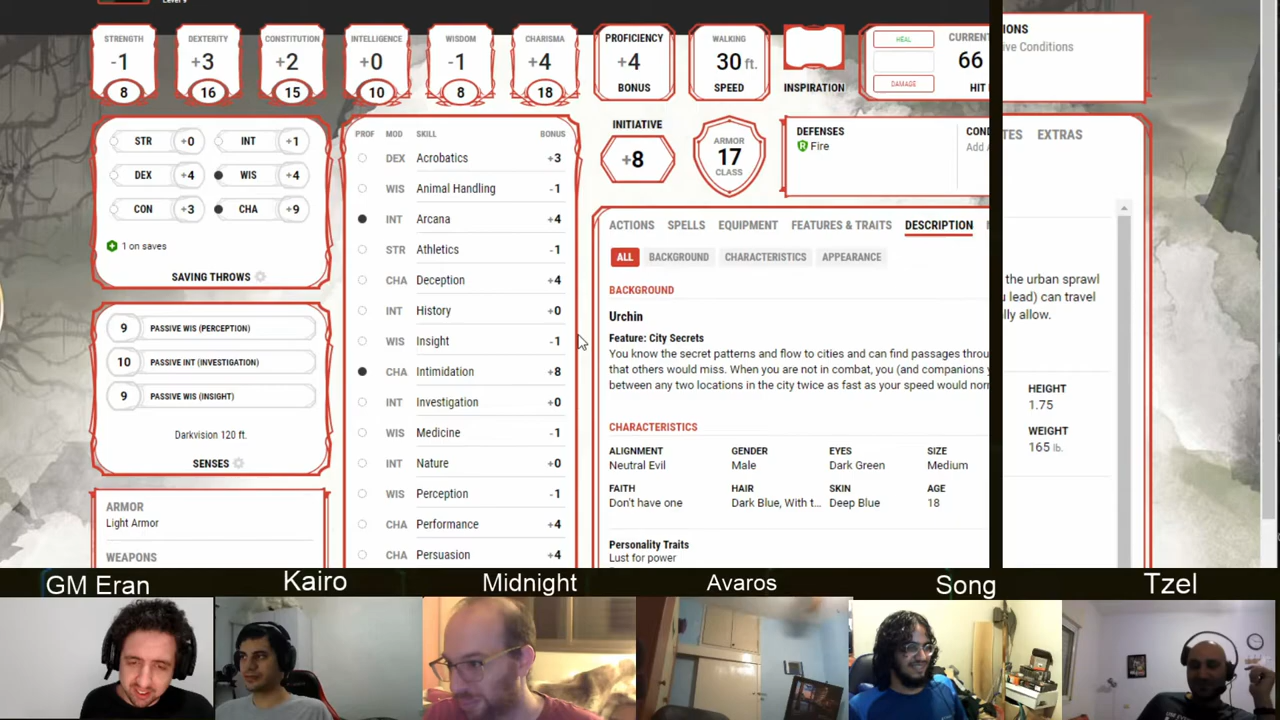 STRENGTH
-1
8
DEXTERITY
+3
16
CONSTITUTION
+2
15
INTELLIGENCE
+0
10
WISDOM
-1
8
CHARISMA
+4
18
PROFICIENCY
+4
BONUS
WALKING
30 ft.
SPEED
INSPIRATION
HEAL
DAMAGE
CURRENT
66
HIT
IONS
ve Conditions
STR +0
INT +1
DEX +4
WIS +4
CON +3
CHA +9
1 on saves
SAVING THROWS
9 PASSIVE WIS (PERCEPTION)
10 PASSIVE INT (INVESTIGATION)
9 PASSIVE WIS (INSIGHT)
Darkvision 120 ft.
SENSES
ARMOR
Light Armor
WEAPONS
PROF MOD SKILL BONUS
DEX Acrobatics +3
WIS Animal Handling -1
INT Arcana +4
STR Athletics -1
CHA Deception +4
INT History +0
WIS Insight -1
CHA Intimidation +8
INT Investigation +0
WIS Medicine -1
INT Nature +0
WIS Perception -1
CHA Performance +4
CHA Persuasion +4
INITIATIVE
+8
ARMOR
17
CLASS
DEFENSES
Fire
CONE
Add A
ACTIONS SPELLS EQUIPMENT FEATURES & TRAITS DESCRIPTION
TES EXTRAS
ALL BACKGROUND CHARACTERISTICS APPEARANCE
BACKGROUND
Urchin
Feature: City Secrets
You know the secret patterns and flow to cities and can find passages throu
that others would miss. When you are not in combat, you (and companions y
between any two locations in the city twice as fast as your speed would norn
the urban sprawl
u lead) can travel
lly allow.
CHARACTERISTICS
ALIGNMENT GENDER EYES SIZE
Neutral Evil Male Dark Green Medium
FAITH HAIR SKIN AGE
Don't have one Dark Blue, With t... Deep Blue 18
HEIGHT
1.75
WEIGHT
165 lb.
Personality Traits
Lust for power
GM Eran Kairo Midnight Avaros Song Tzel